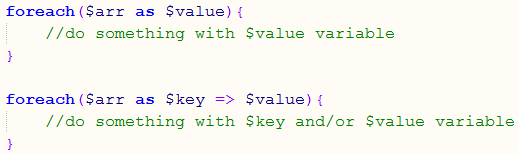 foreach($arr as $value){
//do something with $value variable
}
foreach($arr as $key => $value){
//do something with $key and/or $value variable
}